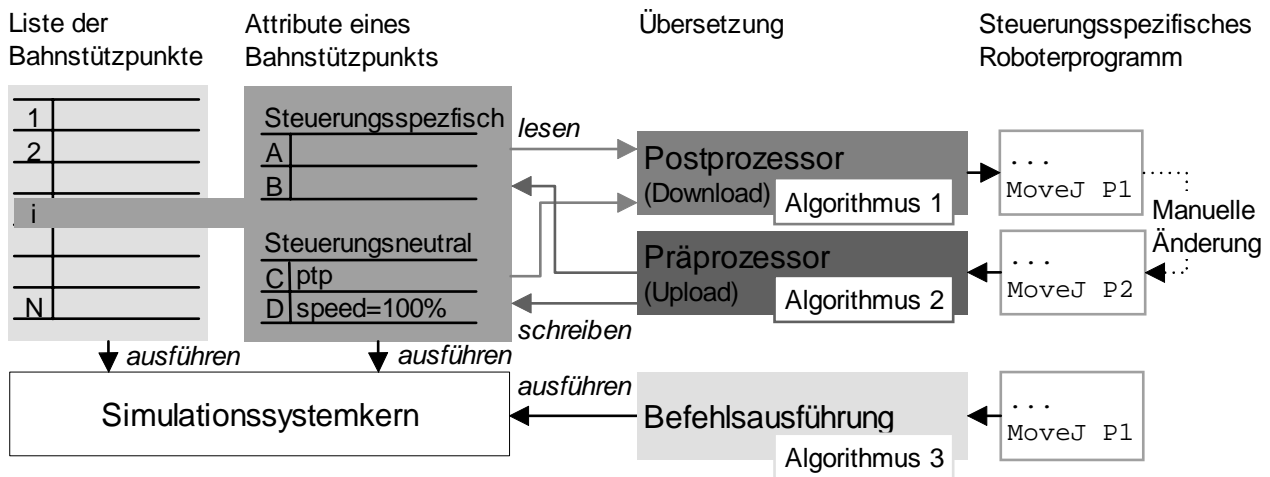 Liste der
Bahnstützpunkte
Attribute eines
Bahnstützpunkts
Übersetzung
Steuerungsspezifisches
Roboterprogramm
1
2
i
N
Steuerungsspezfisch
A
B
Steuerungsneutral
C ptp
D speed=100%
lesen
schreiben
Postprozessor
(Download)
Algorithmus 1
Präprozessor
(Upload)
Algorithmus 2
...
MoveJ P1
Manuelle
Änderung
...
MoveJ P2
ausführen
ausführen
ausführen
Simulationssystemkern
Befehlsausführung
Algorithmus 3
...
MoveJ P1